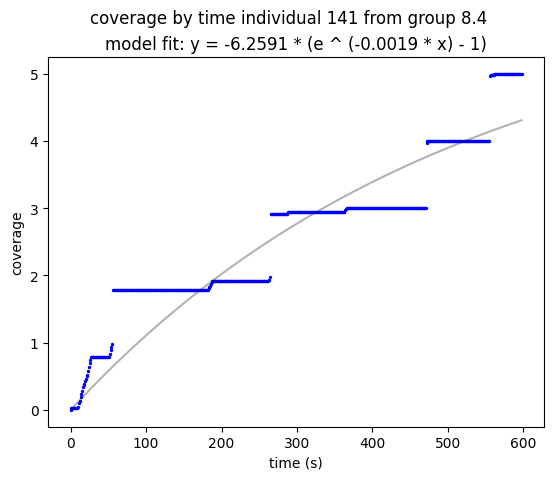 coverage by time individual 141 from group 8.4
model fit: y = -6.2591 * (e ^ (-0.0019 * x) - 1)
5
4
3
2
1
0
coverage
0 100 200 300 400 500 600
time (s)